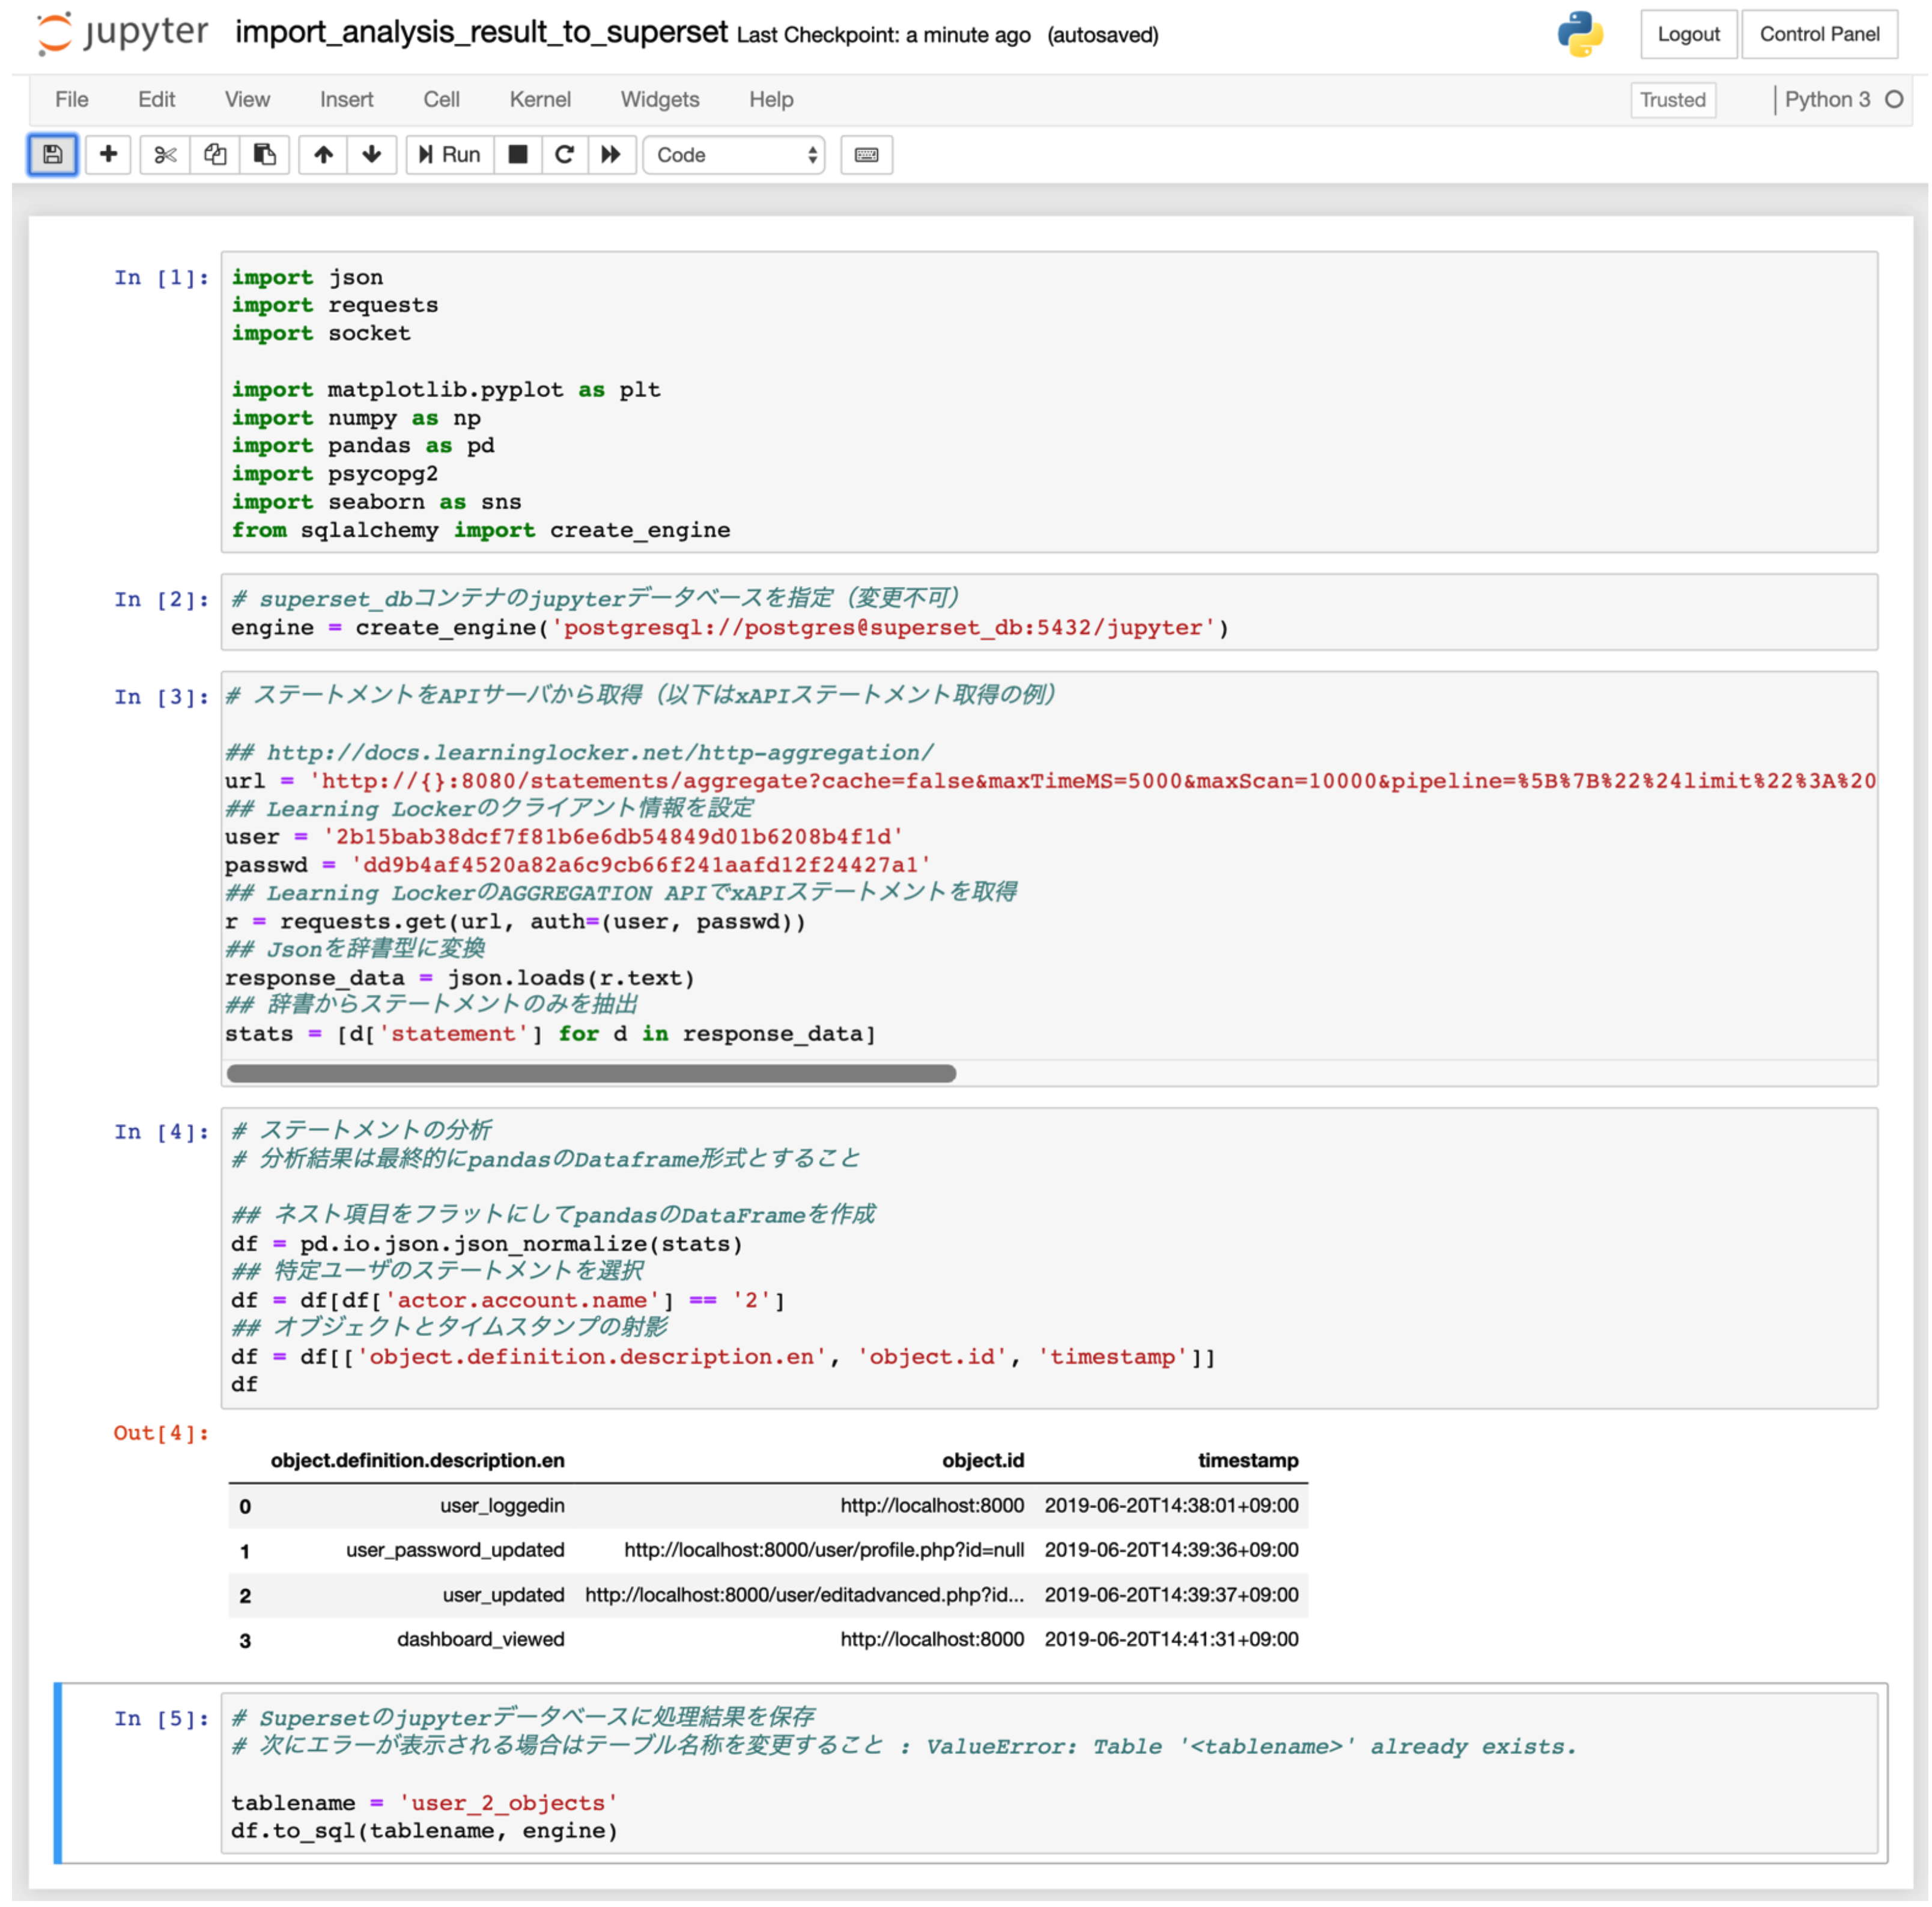 jupyter import_analysis_result_to_superset Last Checkpoint: a minute ago (autosaved) Logout Control Panel
File Edit View Insert Cell Kernel Widgets Help Trusted Python 3
Run Code
In [1]:
import json
import requests
import socket
import matplotlib.pyplot as plt
import numpy as np
import pandas as pd
import psycopg2
import seaborn as sns
from sqlalchemy import create_engine
In [2]:
# superset_dbコンテナのjupyterデータベースを指定（変更不可）
engine = create_engine('postgresql://postgres@superset_db:5432/jupyter')
In [3]:
# ステートメントをAPIサーバから取得（以下はxAPIステートメント取得の例）
## http://docs.learninglocker.net/http-aggregation/
url = 'http://{}:8080/statements/aggregate?cache=false&maxTimeMS=5000&maxScan=10000&pipeline=%5B%7B%22%24limit%22%3A%20
## Learning Lockerのクライアント情報を設定
user = '2b15bab38dcf7f81b6e6db54849d01b6208b4f1d'
passwd = 'dd9b4af4520a82a6c9cb66f241aafd12f24427a1'
## Learning LockerのAGGREGATION APIでxAPIステートメントを取得
r = requests.get(url, auth=(user, passwd))
## Jsonを辞書型に変換
response_data = json.loads(r.text)
## 辞書からステートメントのみを抽出
stats = [d['statement'] for d in response_data]
In [4]:
# ステートメントの分析
# 分析結果は最終的にpandasのDataframe形式とすること
## ネスト項目をフラットにしてpandasのDataFrameを作成
df = pd.io.json.json_normalize(stats)
## 特定ユーザのステートメントを選択
df = df[df['actor.account.name'] == '2']
## オブジェクトとタイムスタンプの射影
df = df[['object.definition.description.en', 'object.id', 'timestamp']]
df
Out[4]:
object.definition.description.en object.id timestamp
0 user_loggedin http://localhost:8000 2019-06-20T14:38:01+09:00
1 user_password_updated http://localhost:8000/user/profile.php?id=null 2019-06-20T14:39:36+09:00
2 user_updated http://localhost:8000/user/editadvanced.php?id... 2019-06-20T14:39:37+09:00
3 dashboard_viewed http://localhost:8000 2019-06-20T14:41:31+09:00
In [5]:
# Supersetのjupyterデータベースに処理結果を保存
# 次にエラーが表示される場合はテーブル名称を変更すること : ValueError: Table '<tablename>' already exists.
tablename = 'user_2_objects'
df.to_sql(tablename, engine)